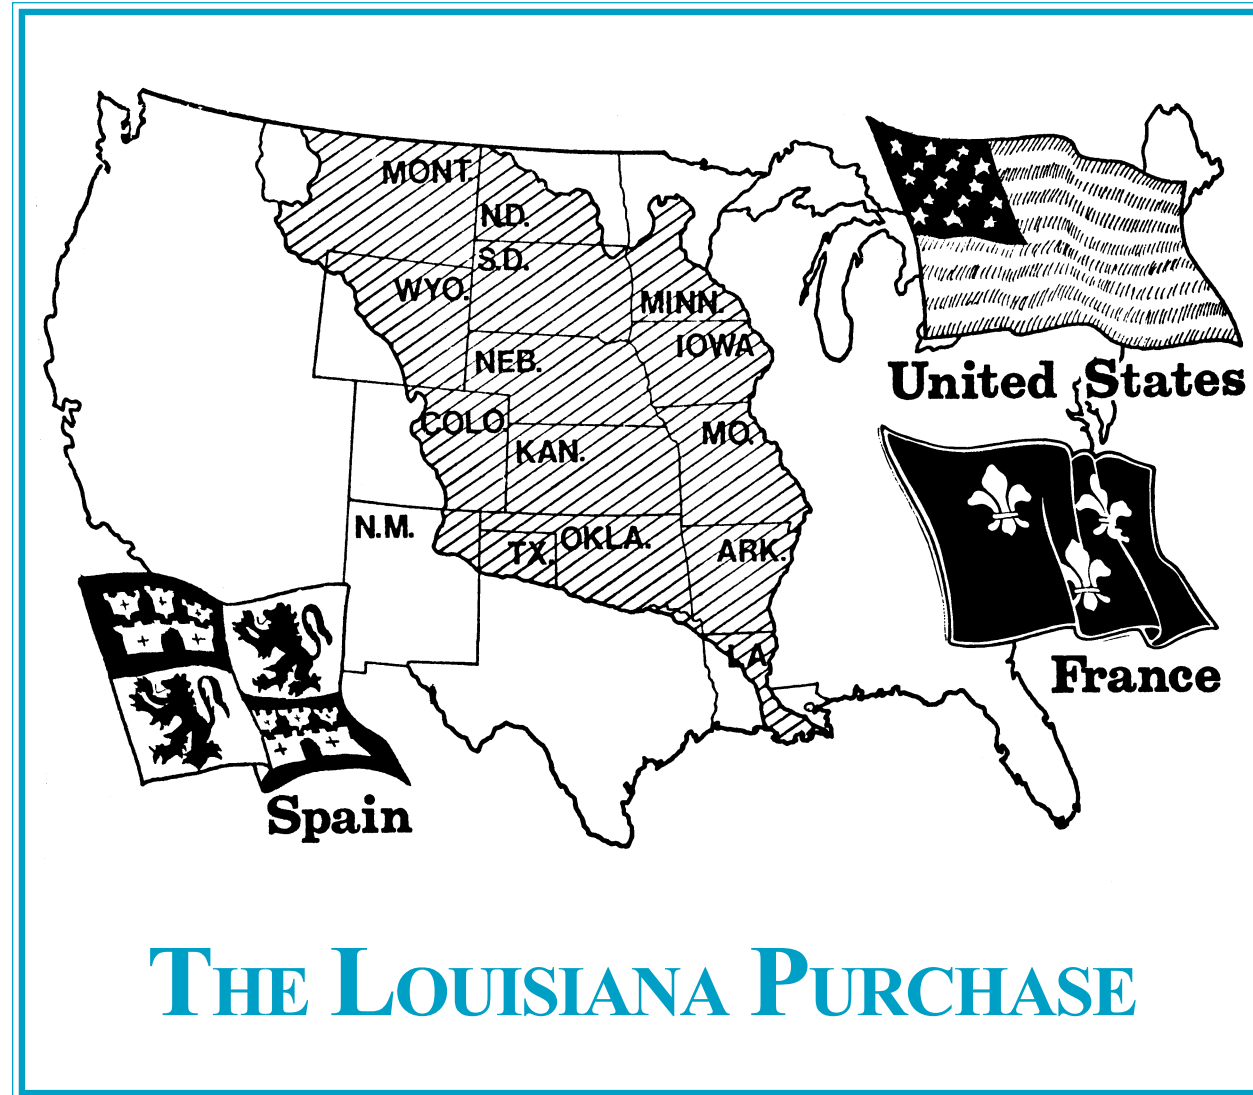 MONT.
N.D.
S.D.
WYO.
MINN.
IOWA
NEB.
United States
COLO
MO.
KAN.
N.M.
OKLA.
TX.
ARK.
LA
France
Spain
THE LOUISIANA PURCHASE